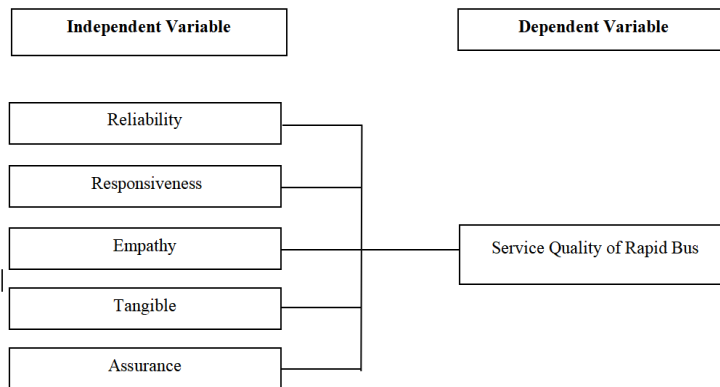 Independent Variable
Dependent Variable
Reliability
Responsiveness
Empathy
Service Quality of Rapid Bus
Tangible
Assurance